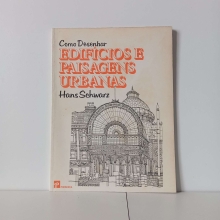 Como Desenhar
EDIFICIOS E
PAISAGENS
URBANAS
Hans Schwarz